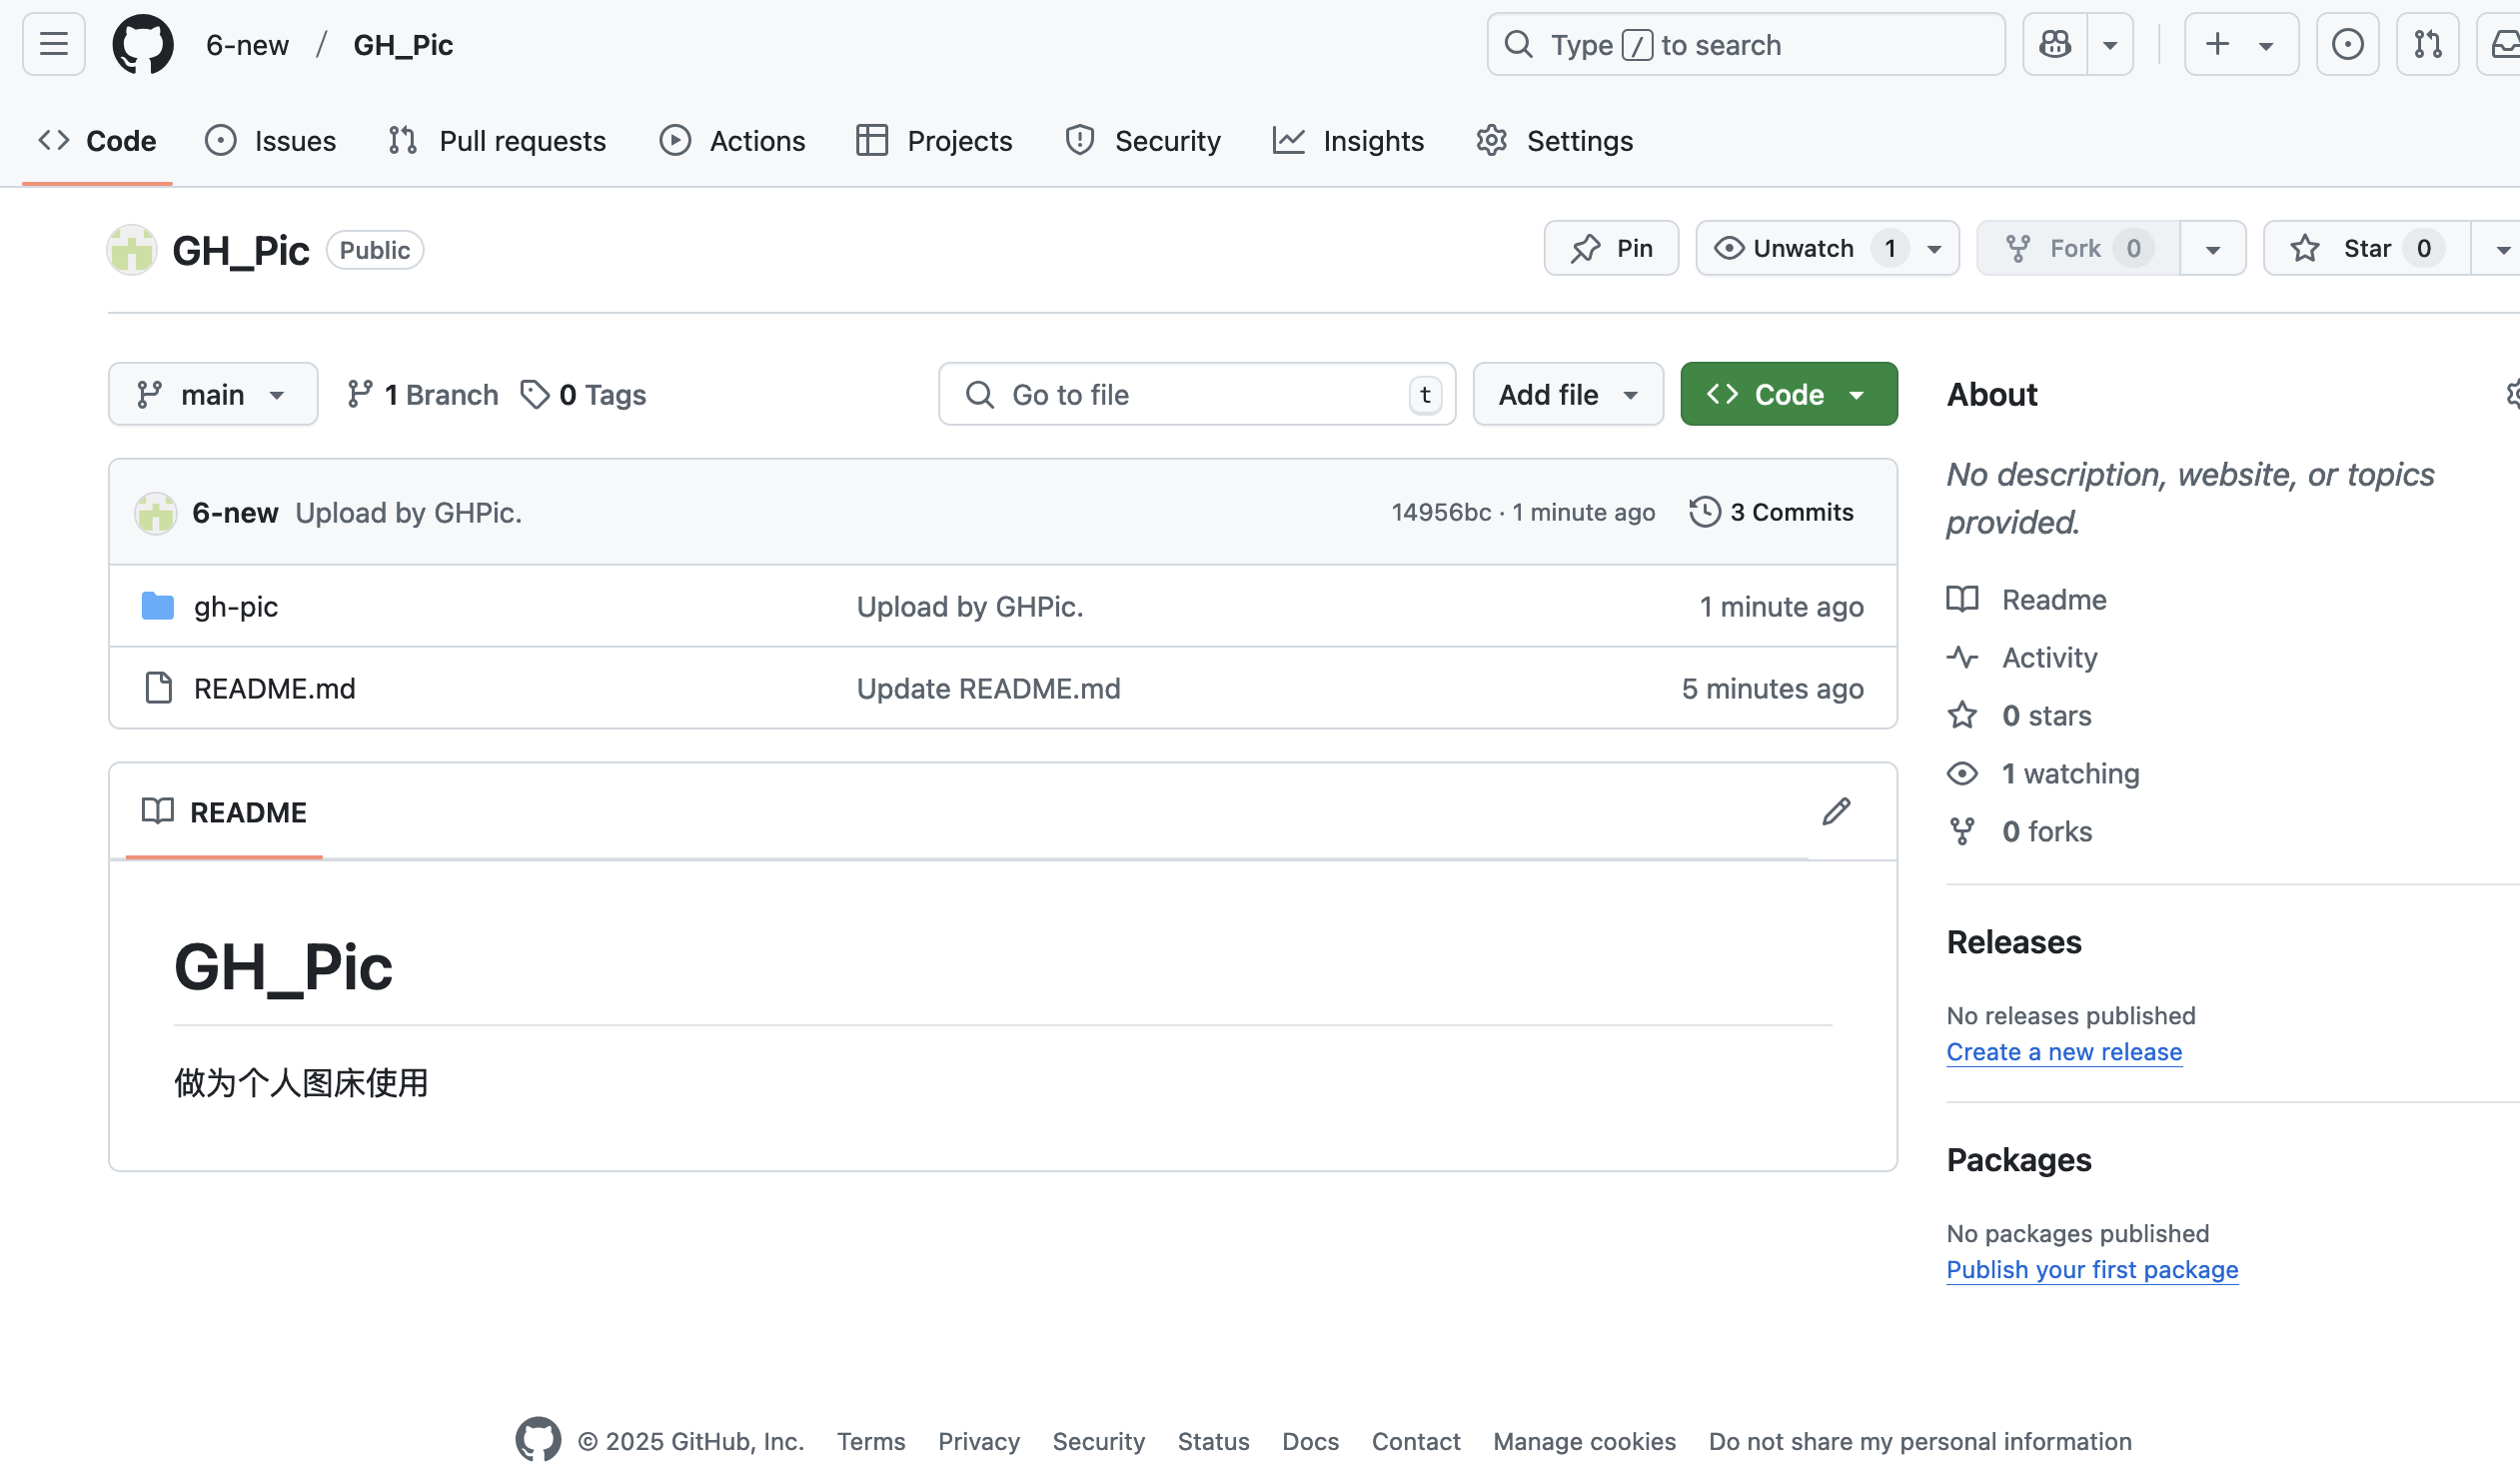 6-new / GH_Pic
Type / to search
Code Issues Pull requests Actions Projects Security Insights Settings
GH_Pic Public
Pin Unwatch 1 Fork 0 Star 0
main 1 Branch 0 Tags Go to file t Add file Code
6-new Upload by GHPic. 14956bc · 1 minute ago 3 Commits
gh-pic Upload by GHPic. 1 minute ago
README.md Update README.md 5 minutes ago
README
GH_Pic
做为个人图床使用
About
No description, website, or topics
provided.
Readme
Activity
0 stars
1 watching
0 forks
Releases
No releases published
Create a new release
Packages
No packages published
Publish your first package
© 2025 GitHub, Inc. Terms Privacy Security Status Docs Contact Manage cookies Do not share my personal information